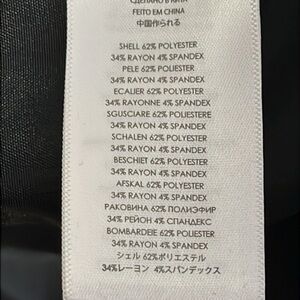 СДЕЛАНО В КИТАЕ
FEITO EM CHINA
中国作られる
SHELL 62% POLYESTER
34% RAYON 4% SPANDEX
PELE 62% POLIESTER
34% RAYON 4% SPANDEX
ECALIER 62% POLYESTER
34% RAYONNE 4% SPANDEX
SGUSCIARE 62% POLIESTERE
34% RAYON 4% SPANDEX
SCHALEN 62% POLYESTER
34% RAYON 4% SPANDEX
BESCHIET 62% POLYESTER
34% RAYON 4% SPANDEX
AFSKAL 62% POLYESTER
34% RAYON 4% SPANDEX
РАКОВИНА 62% ПОЛИЭФИР
34% РЕЙОН 4% СПАНДЕКС
BOMBARDEIE 62% POLYESTER
34% RAYON 4% SPANDEX
シェル 62%ポリエステル
34%レーヨン 4%スパンデックス